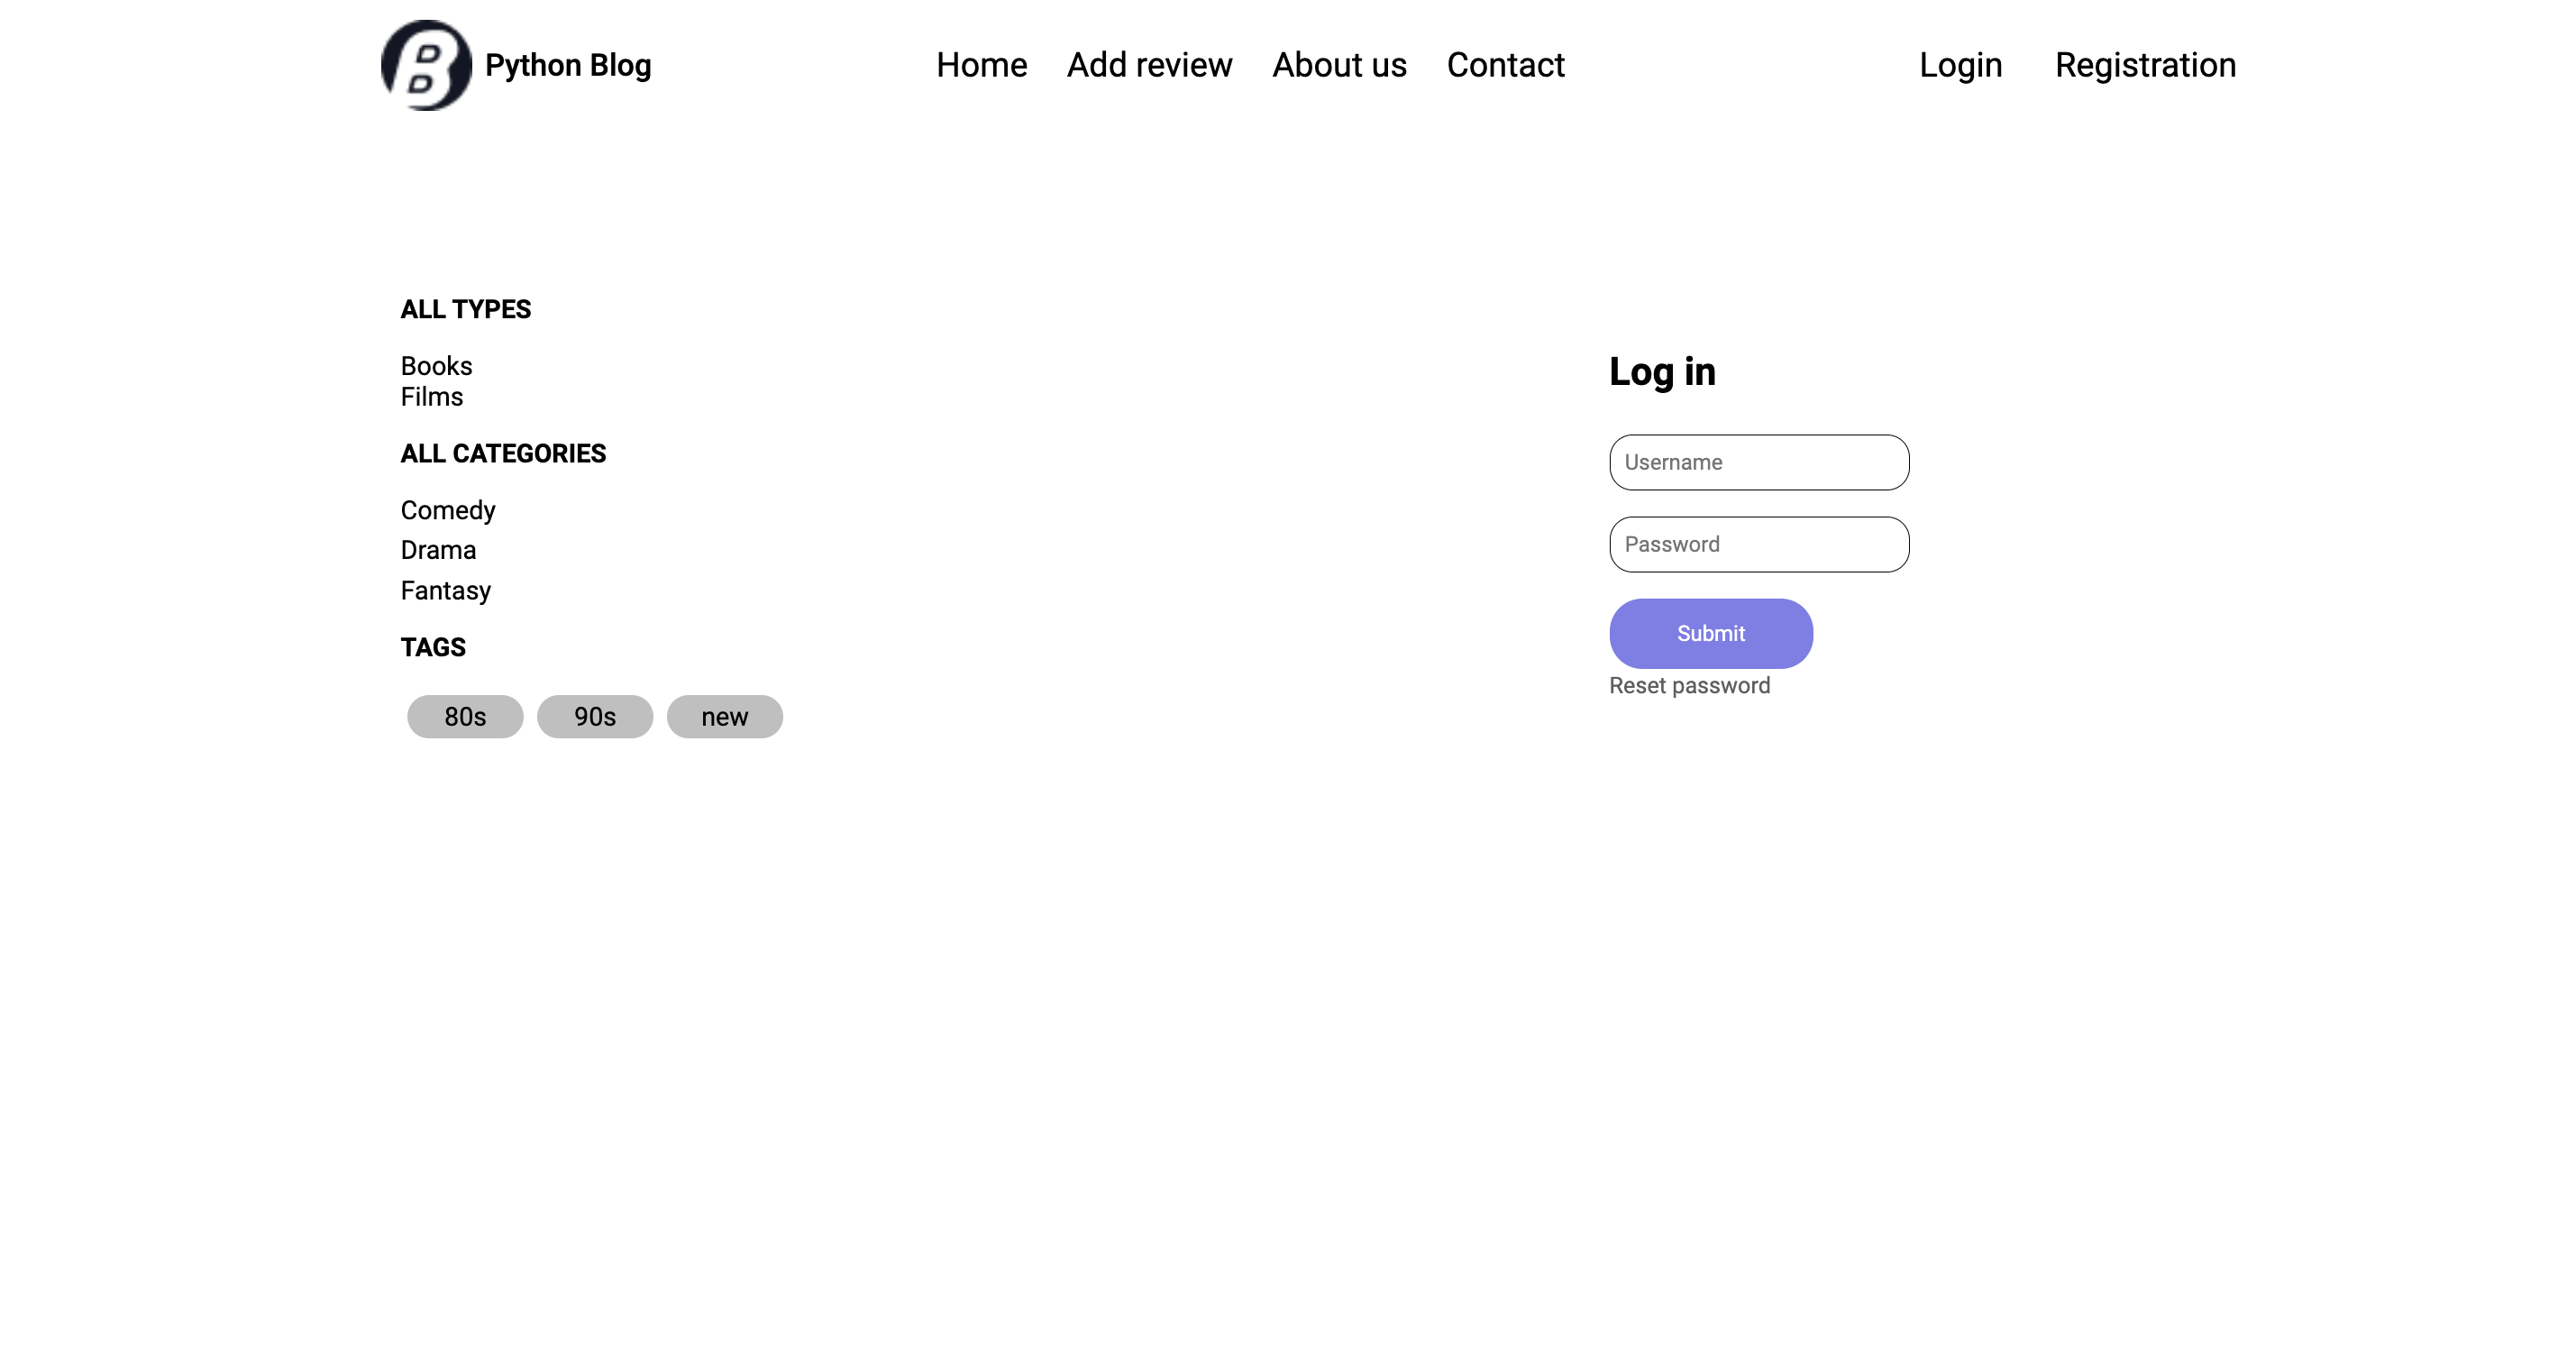 B
Python Blog
Home
Add review
About us
Contact
Login
Registration
ALL TYPES
Books
Films
ALL CATEGORIES
Comedy
Drama
Fantasy
TAGS
80s
90s
new
Log in
Username
Password
Submit
Reset password